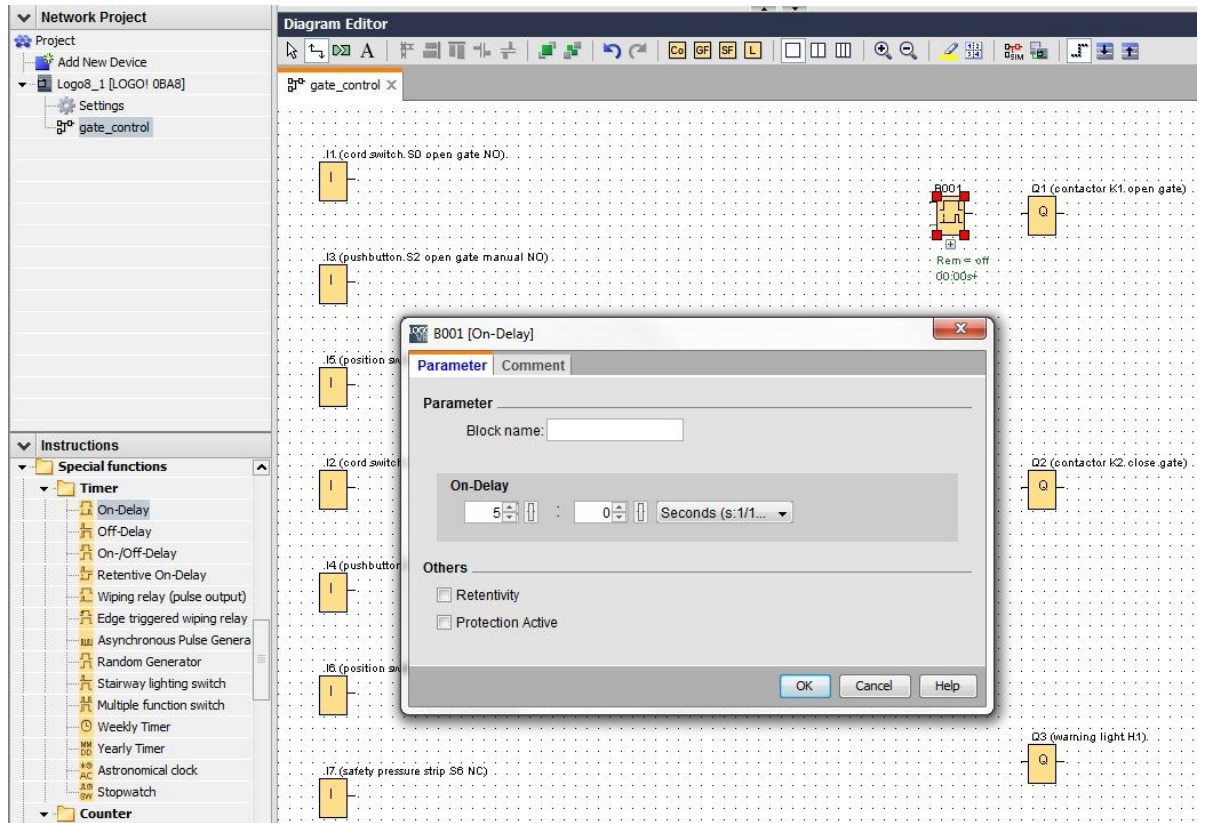 Network Project
Project
Add New Device
Logo8_1 [LOGO! 0BA8]
Settings
gate_control
Instructions
Special functions
Timer
On-Delay
Off-Delay
On-/Off-Delay
Retentive On-Delay
Wiping relay (pulse output)
Edge triggered wiping relay
Asynchronous Pulse Genera
Random Generator
Stairway lighting switch
Multiple function switch
Weekly Timer
Yearly Timer
Astronomical clock
Stopwatch
Counter
Diagram Editor
A Co GF SF L SIM
gate_control
I1 (cord switch S0 open gate NO)
I
B001
Rem = off
00:00s+
Q1 (contactor K1 open gate)
Q
I3 (pushbutton S2 open gate manual NO)
I
I5 (position sw
I
I2 (cord switc
I
Q2 (contactor K2 close gate)
Q
I4 (pushbutton
I
I6 (position sw
I
Q3 (warning light H1)
Q
I7 (safety pressure strip S6 NC)
I
B001 [On-Delay]
Parameter Comment
Parameter
Block name:
On-Delay
5 : 0 Seconds (s:1/1...
Others
Retentivity
Protection Active
OK Cancel Help